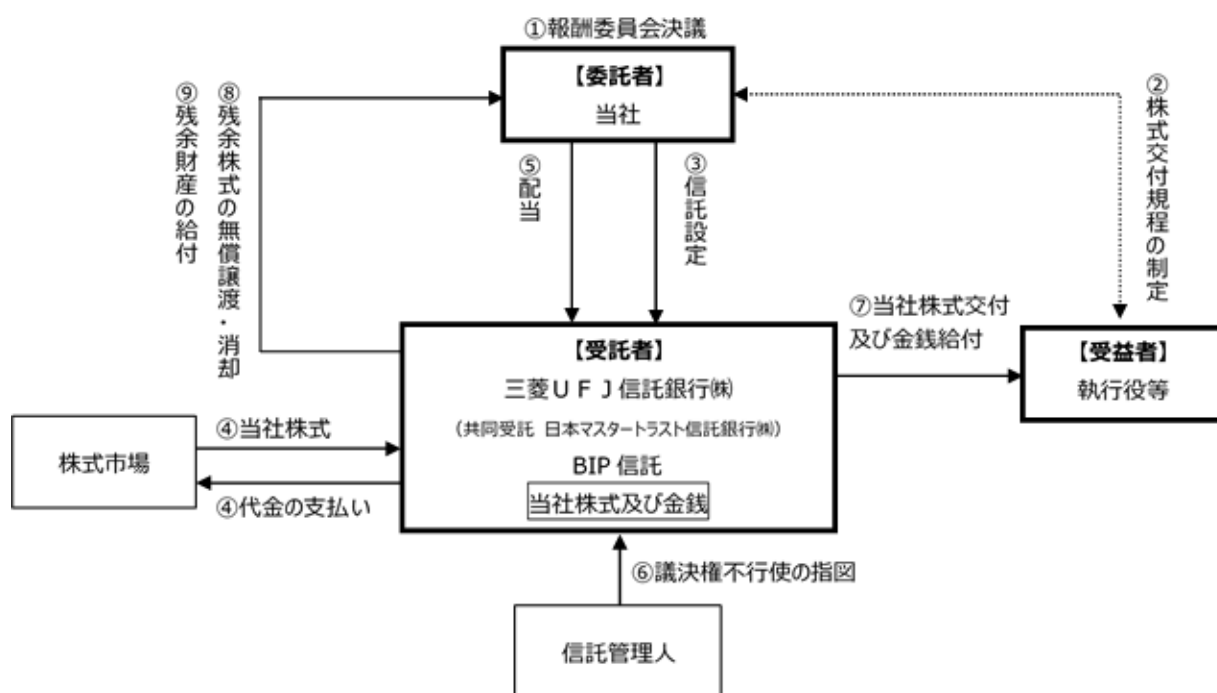 ①報酬委員会決議
【委託者】
当社
⑨残余財産の給付
⑧残余株式の無償譲渡・消却
⑤配当
③信託設定
②株式交付規程の制定
⑦当社株式交付
及び金銭給付
【受益者】
執行役等
【受託者】
三菱ＵＦＪ信託銀行㈱
（共同受託 日本マスタートラスト信託銀行㈱）
BIP 信託
当社株式及び金銭
株式市場
④当社株式
④代金の支払い
⑥議決権不行使の指図
信託管理人